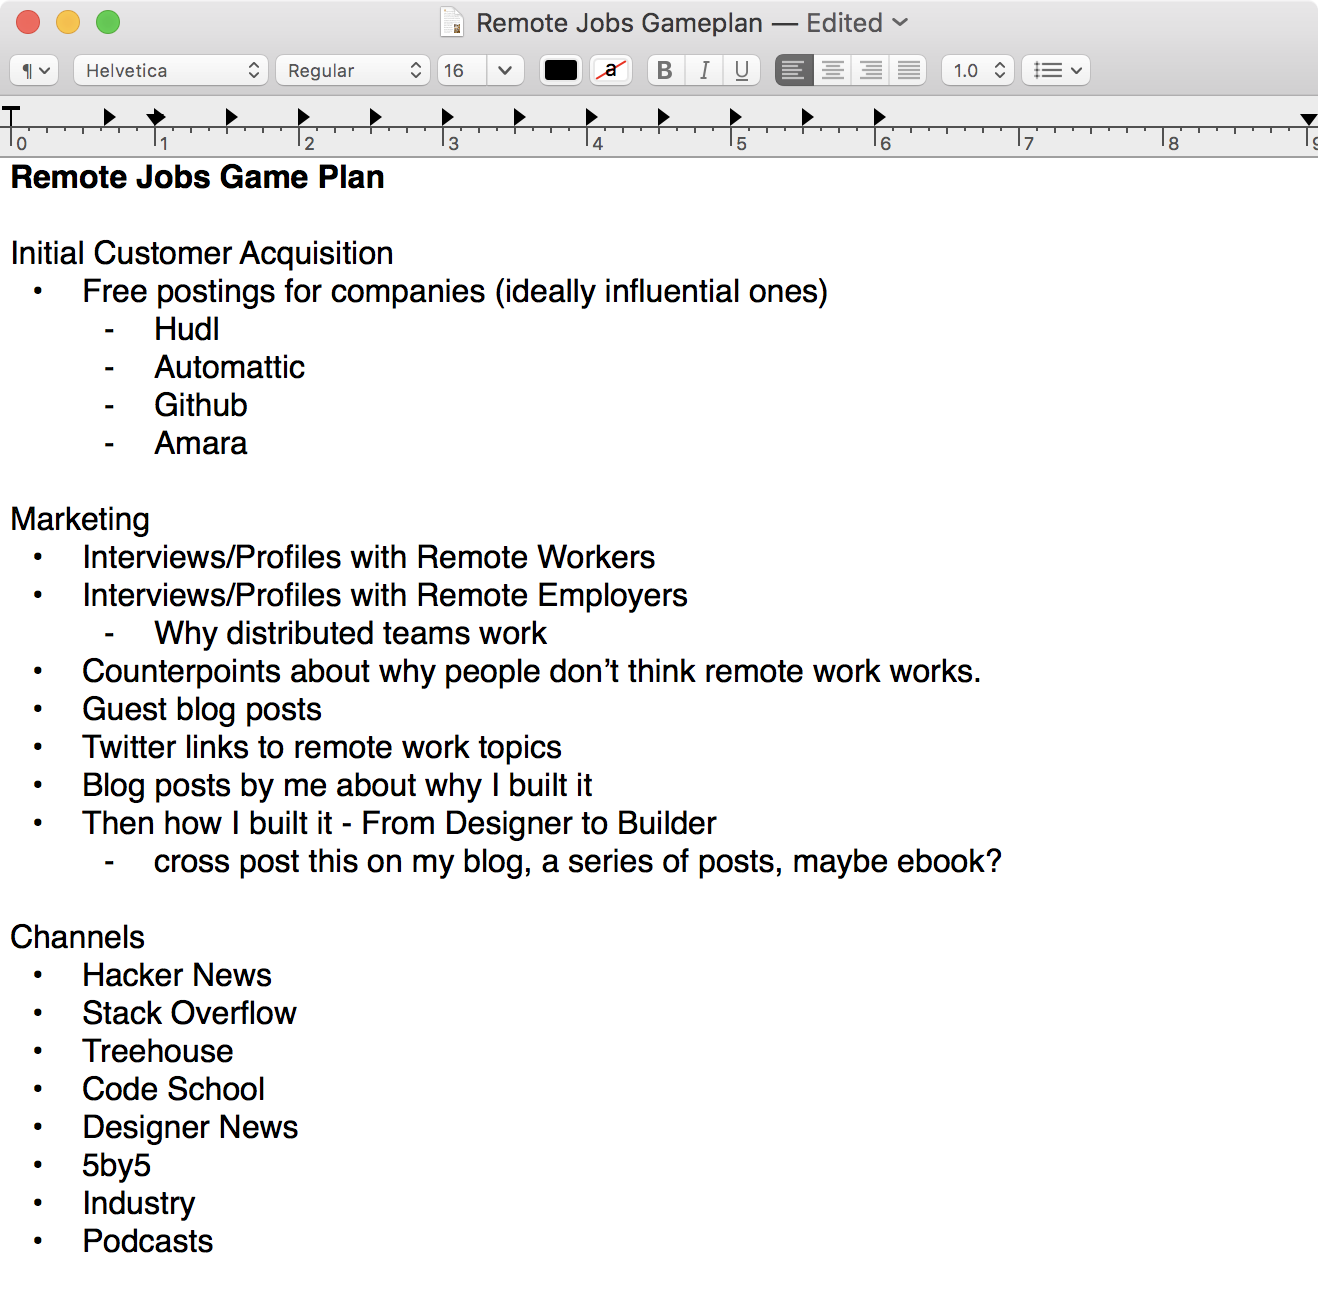 Remote Jobs Gameplan — Edited
¶ Helvetica Regular 16 a B I U 1.0
0 1 2 3 4 5 6 7 8 9
Remote Jobs Game Plan
Initial Customer Acquisition
• Free postings for companies (ideally influential ones)
- Hudl
- Automattic
- Github
- Amara
Marketing
• Interviews/Profiles with Remote Workers
• Interviews/Profiles with Remote Employers
- Why distributed teams work
• Counterpoints about why people don’t think remote work works.
• Guest blog posts
• Twitter links to remote work topics
• Blog posts by me about why I built it
• Then how I built it - From Designer to Builder
- cross post this on my blog, a series of posts, maybe ebook?
Channels
• Hacker News
• Stack Overflow
• Treehouse
• Code School
• Designer News
• 5by5
• Industry
• Podcasts